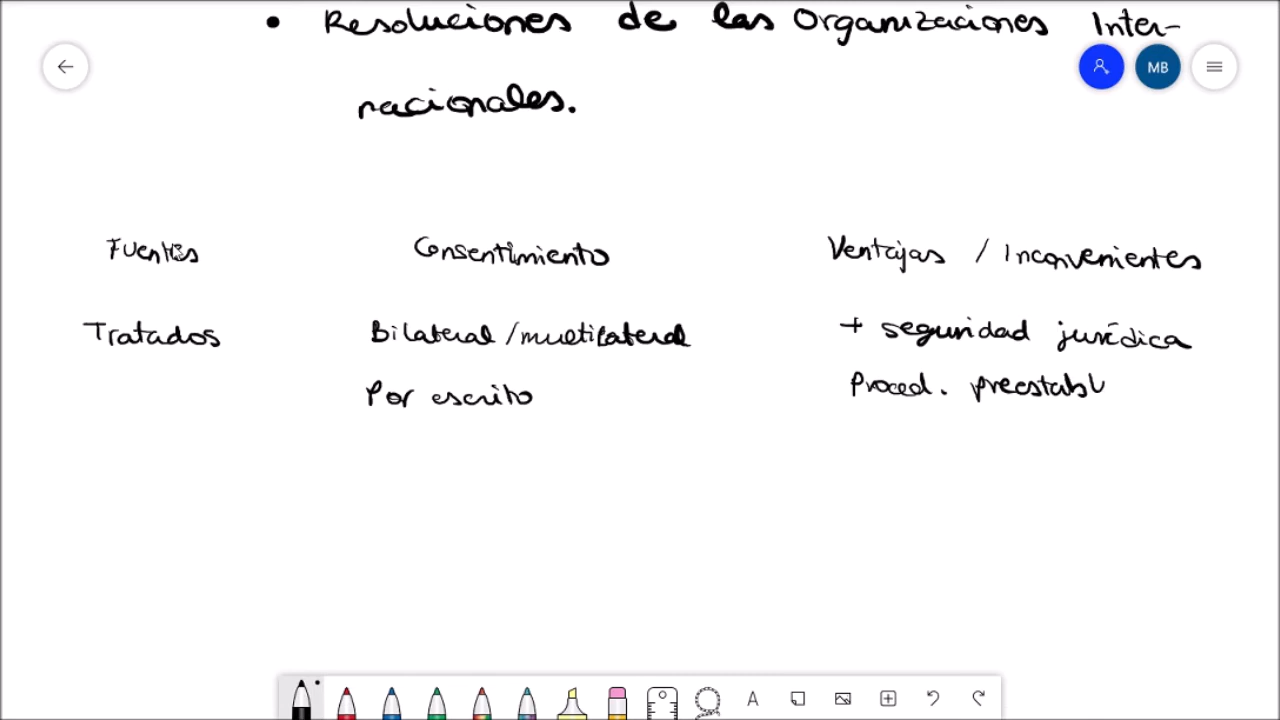 • Resoluciones de las Organizaciones Inter-
nacionales.
MB
Fuentes Consentimiento Ventajas / Inconvenientes
Tratados Bilateral/multilateral + seguridad jurídica
Por escrito Proced. preestabl
A